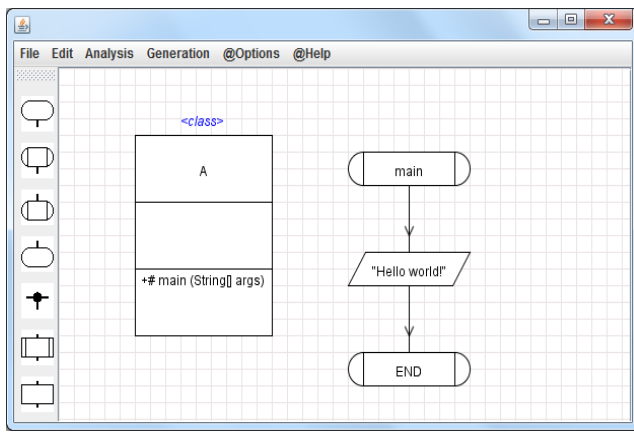 File Edit Analysis Generation @Options @Help
<class>
A
+# main (String[] args)
main
"Hello world!"
END